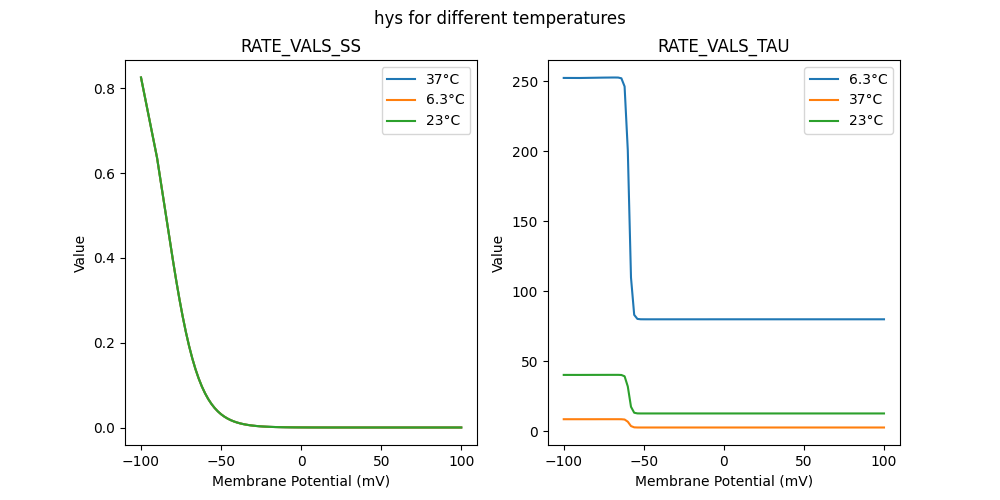 hys for different temperatures
RATE_VALS_SS
37°C
6.3°C
23°C
0.8
0.6
0.4
0.2
0.0
Value
−100
−50
0
50
100
Membrane Potential (mV)
RATE_VALS_TAU
6.3°C
37°C
23°C
250
200
150
100
50
0
Value
−100
−50
0
50
100
Membrane Potential (mV)